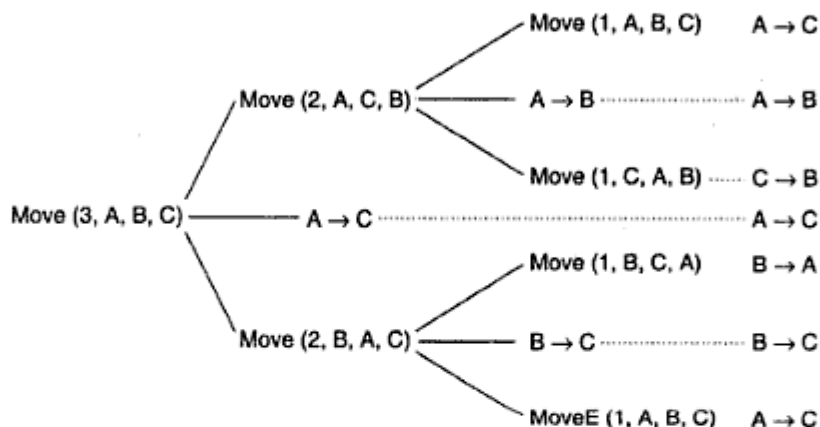 Move (1, A, B, C) A → C
Move (2, A, C, B) A → B A → B
Move (1, C, A, B) C → B
Move (3, A, B, C) A → C A → C
Move (1, B, C, A) B → A
Move (2, B, A, C) B → C B → C
MoveE (1, A, B, C) A → C